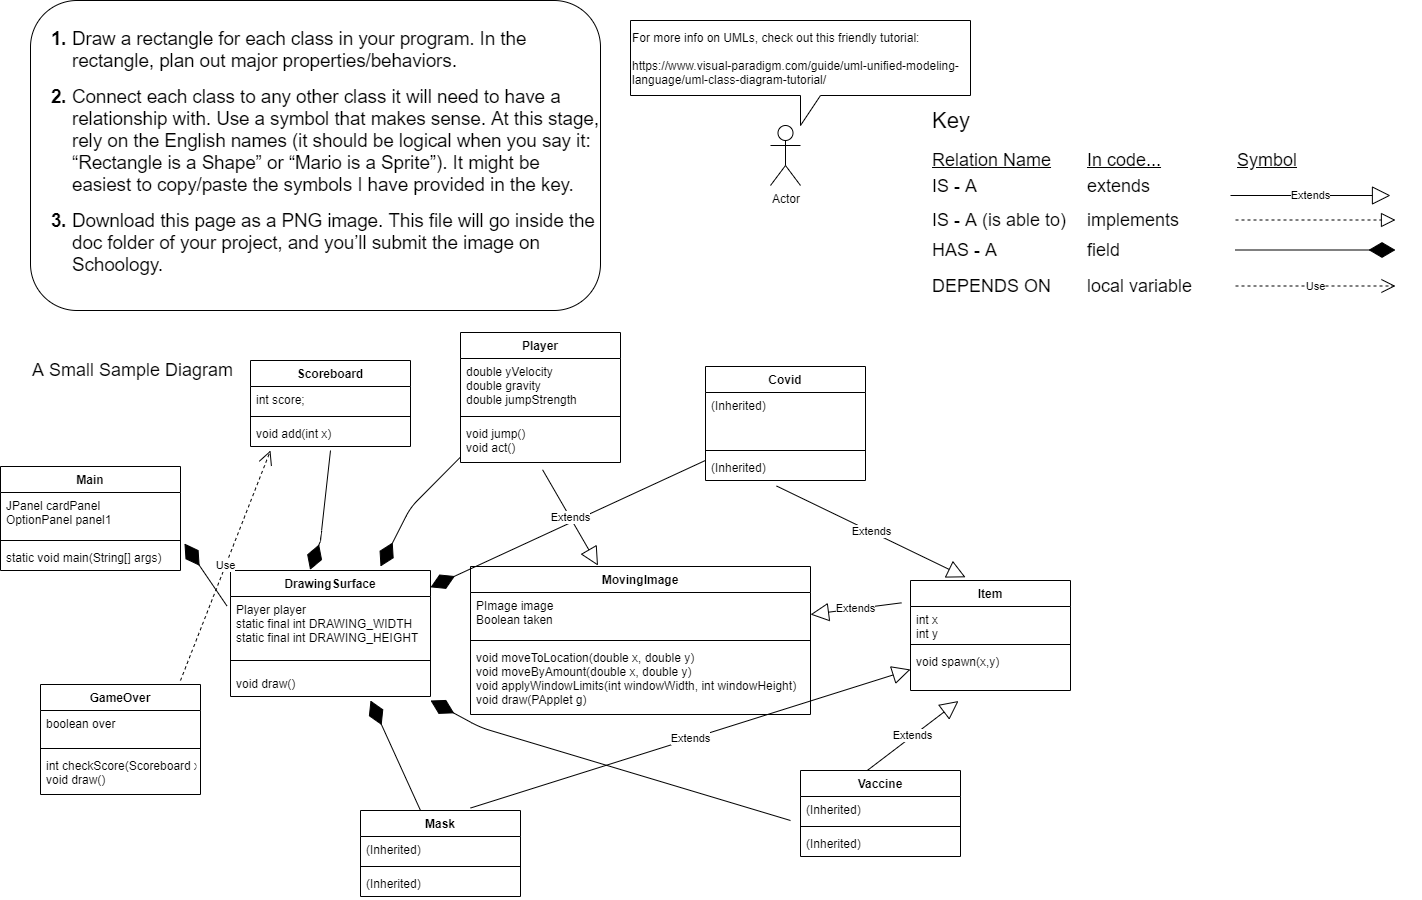 1. Draw a rectangle for each class in your program. In the
rectangle, plan out major properties/behaviors.
2. Connect each class to any other class it will need to have a
relationship with. Use a symbol that makes sense. At this stage,
rely on the English names (it should be logical when you say it:
“Rectangle is a Shape” or “Mario is a Sprite”). It might be
easiest to copy/paste the symbols I have provided in the key.
3. Download this page as a PNG image. This file will go inside the
doc folder of your project, and you’ll submit the image on
Schoology.
For more info on UMLs, check out this friendly tutorial:
https://www.visual-paradigm.com/guide/uml-unified-modeling-
language/uml-class-diagram-tutorial/
Actor
Key
Relation Name In code... Symbol
IS - A extends Extends
IS - A (is able to) implements
HAS - A field
DEPENDS ON local variable Use
A Small Sample Diagram
Scoreboard
int score;
void add(int x)
Player
double yVelocity
double gravity
double jumpStrength
void jump()
void act()
Covid
(Inherited)
(Inherited)
Main
JPanel cardPanel
OptionPanel panel1
static void main(String[] args)
Use
Extends
Extends
DrawingSurface
Player player
static final int DRAWING_WIDTH
static final int DRAWING_HEIGHT
void draw()
MovingImage
PImage image
Boolean taken
void moveToLocation(double x, double y)
void moveByAmount(double x, double y)
void applyWindowLimits(int windowWidth, int windowHeight)
void draw(PApplet g)
Extends
Item
int x
int y
void spawn(x,y)
GameOver
boolean over
int checkScore(Scoreboard
void draw()
Extends
Extends
Mask
(Inherited)
(Inherited)
Vaccine
(Inherited)
(Inherited)